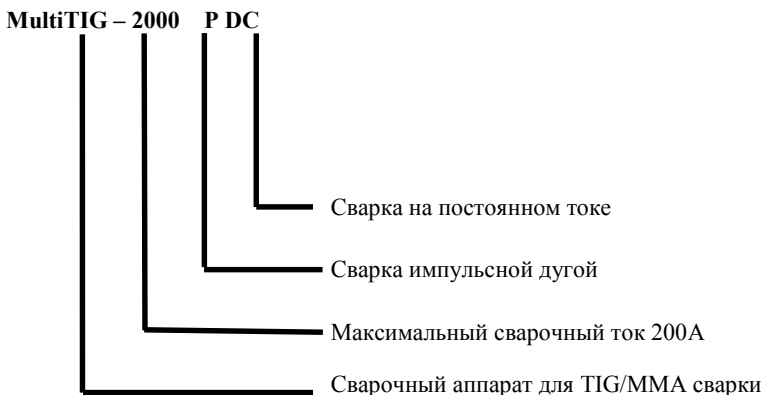 MultiTIG – 2000 P DC
Сварка на постоянном токе
Сварка импульсной дугой
Максимальный сварочный ток 200А
Сварочный аппарат для TIG/MMA сварки